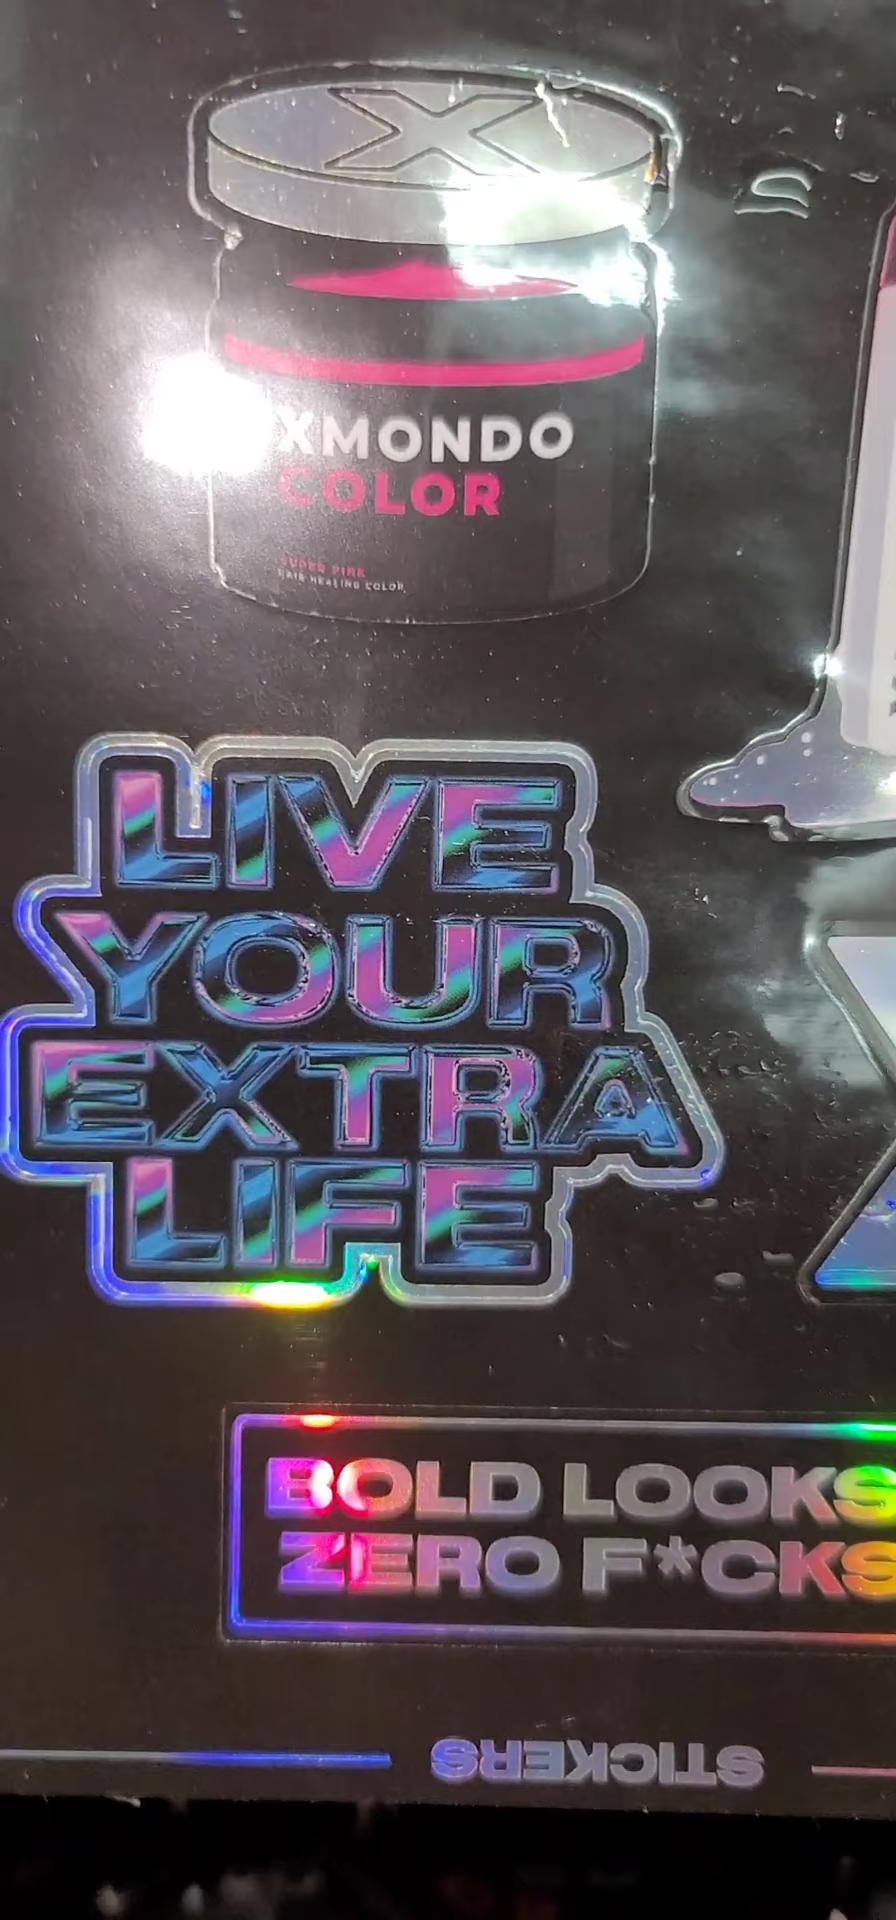 X
XMONDO
COLOR
SUPER PINK
HAIR HEALING COLOR
LIVE
YOUR
EXTRA
LIFE
BOLD LOOKS
ZERO F*CKS
STICKERS